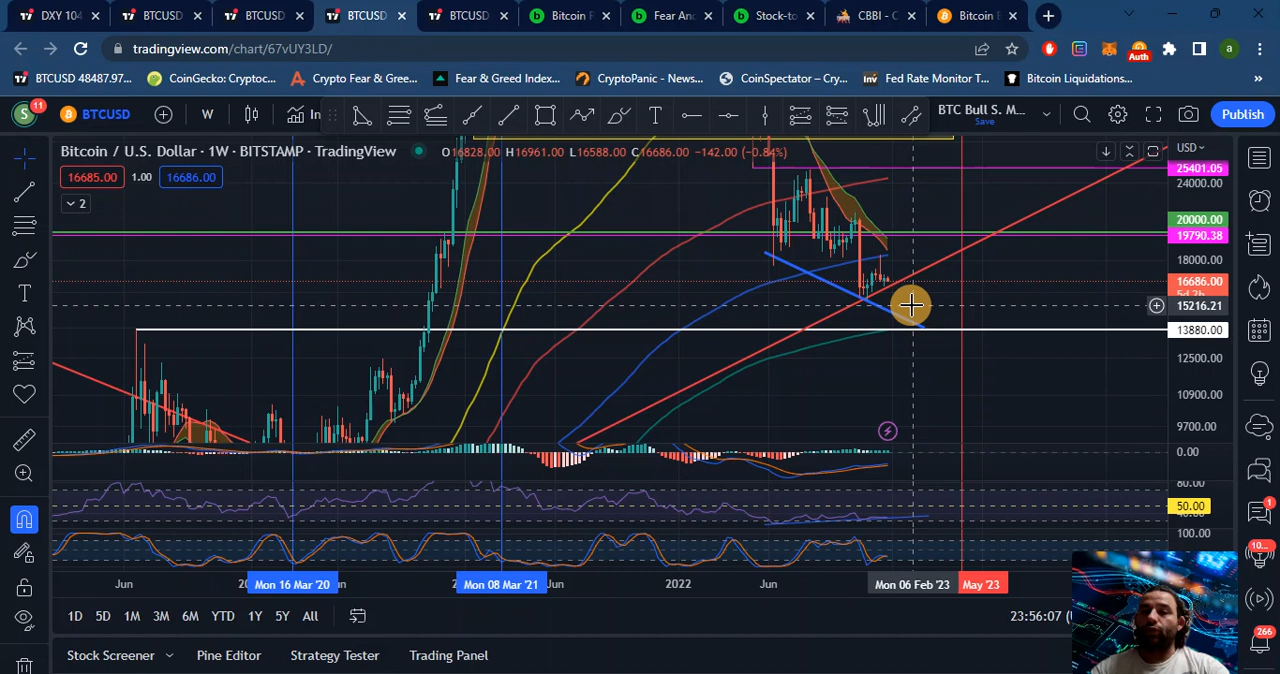 DXY 104
BTCUSD
BTCUSD
BTCUSD
BTCUSD
Bitcoin F
Fear And
Stock-to
CBBI - C
Bitcoin B
tradingview.com/chart/67vUY3LD/
Auth
a
BTCUSD 48487.97...
CoinGecko: Cryptoc...
Crypto Fear & Gree...
Fear & Greed Index...
CryptoPanic - News...
CoinSpectator – Cry...
Fed Rate Monitor T...
Bitcoin Liquidations...
»
S
11
BTCUSD
W
In
BTC Bull S. M...
Save
Publish
Bitcoin / U.S. Dollar · 1W · BITSTAMP · TradingView
O16828.00 H16961.00 L16588.00 C16686.00 −142.00 (−0.84%)
USD
16685.00
1.00
16686.00
2
25401.05
24000.00
20000.00
19790.38
18000.00
16686.00
15216.21
13880.00
12500.00
10900.00
9700.00
0.00
80.00
50.00
100.00
Jun
Mon 16 Mar '20
Mon 08 Mar '21
Jun
2022
Jun
Mon 06 Feb '23
May '23
1D
5D
1M
3M
6M
YTD
1Y
5Y
All
23:56:07
Stock Screener
Pine Editor
Strategy Tester
Trading Panel
1
10...
266